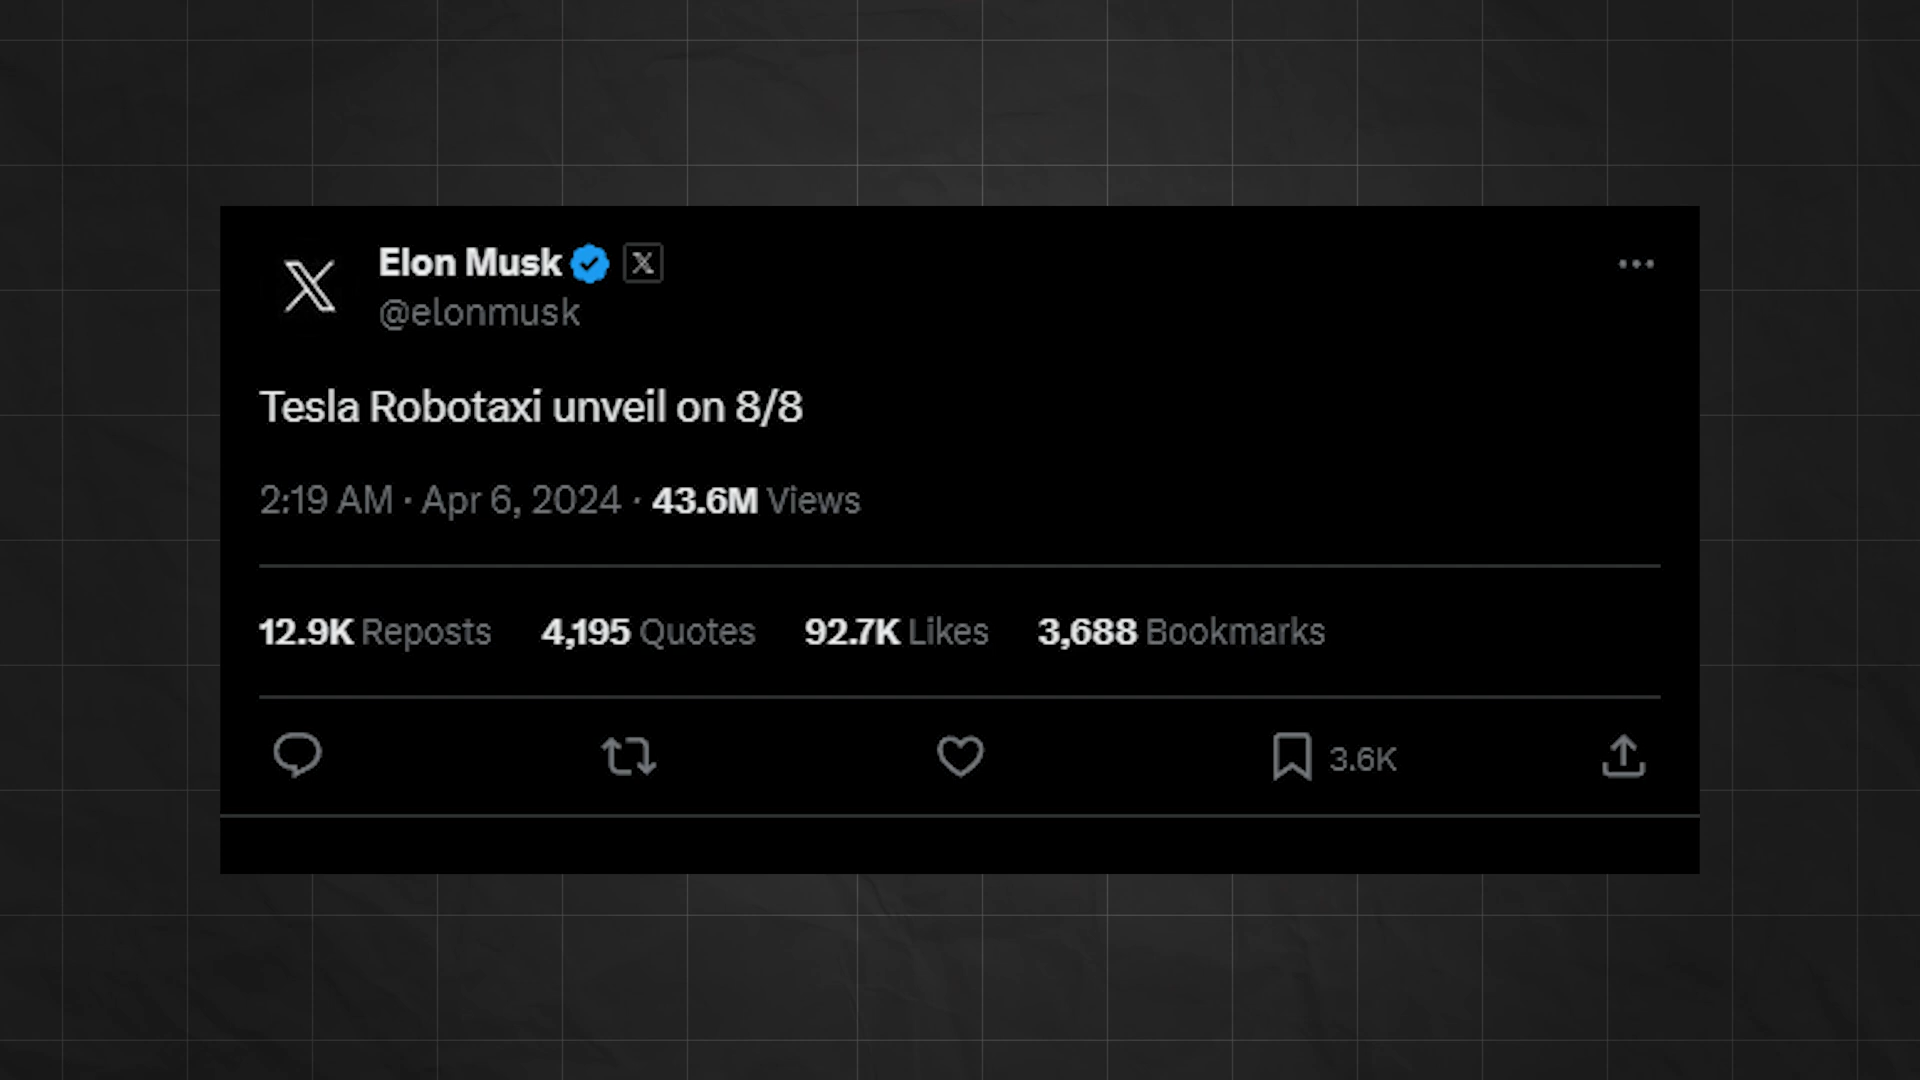 Elon Musk
@elonmusk
Tesla Robotaxi unveil on 8/8
2:19 AM · Apr 6, 2024 · 43.6M Views
12.9K Reposts 4,195 Quotes 92.7K Likes 3,688 Bookmarks
3.6K